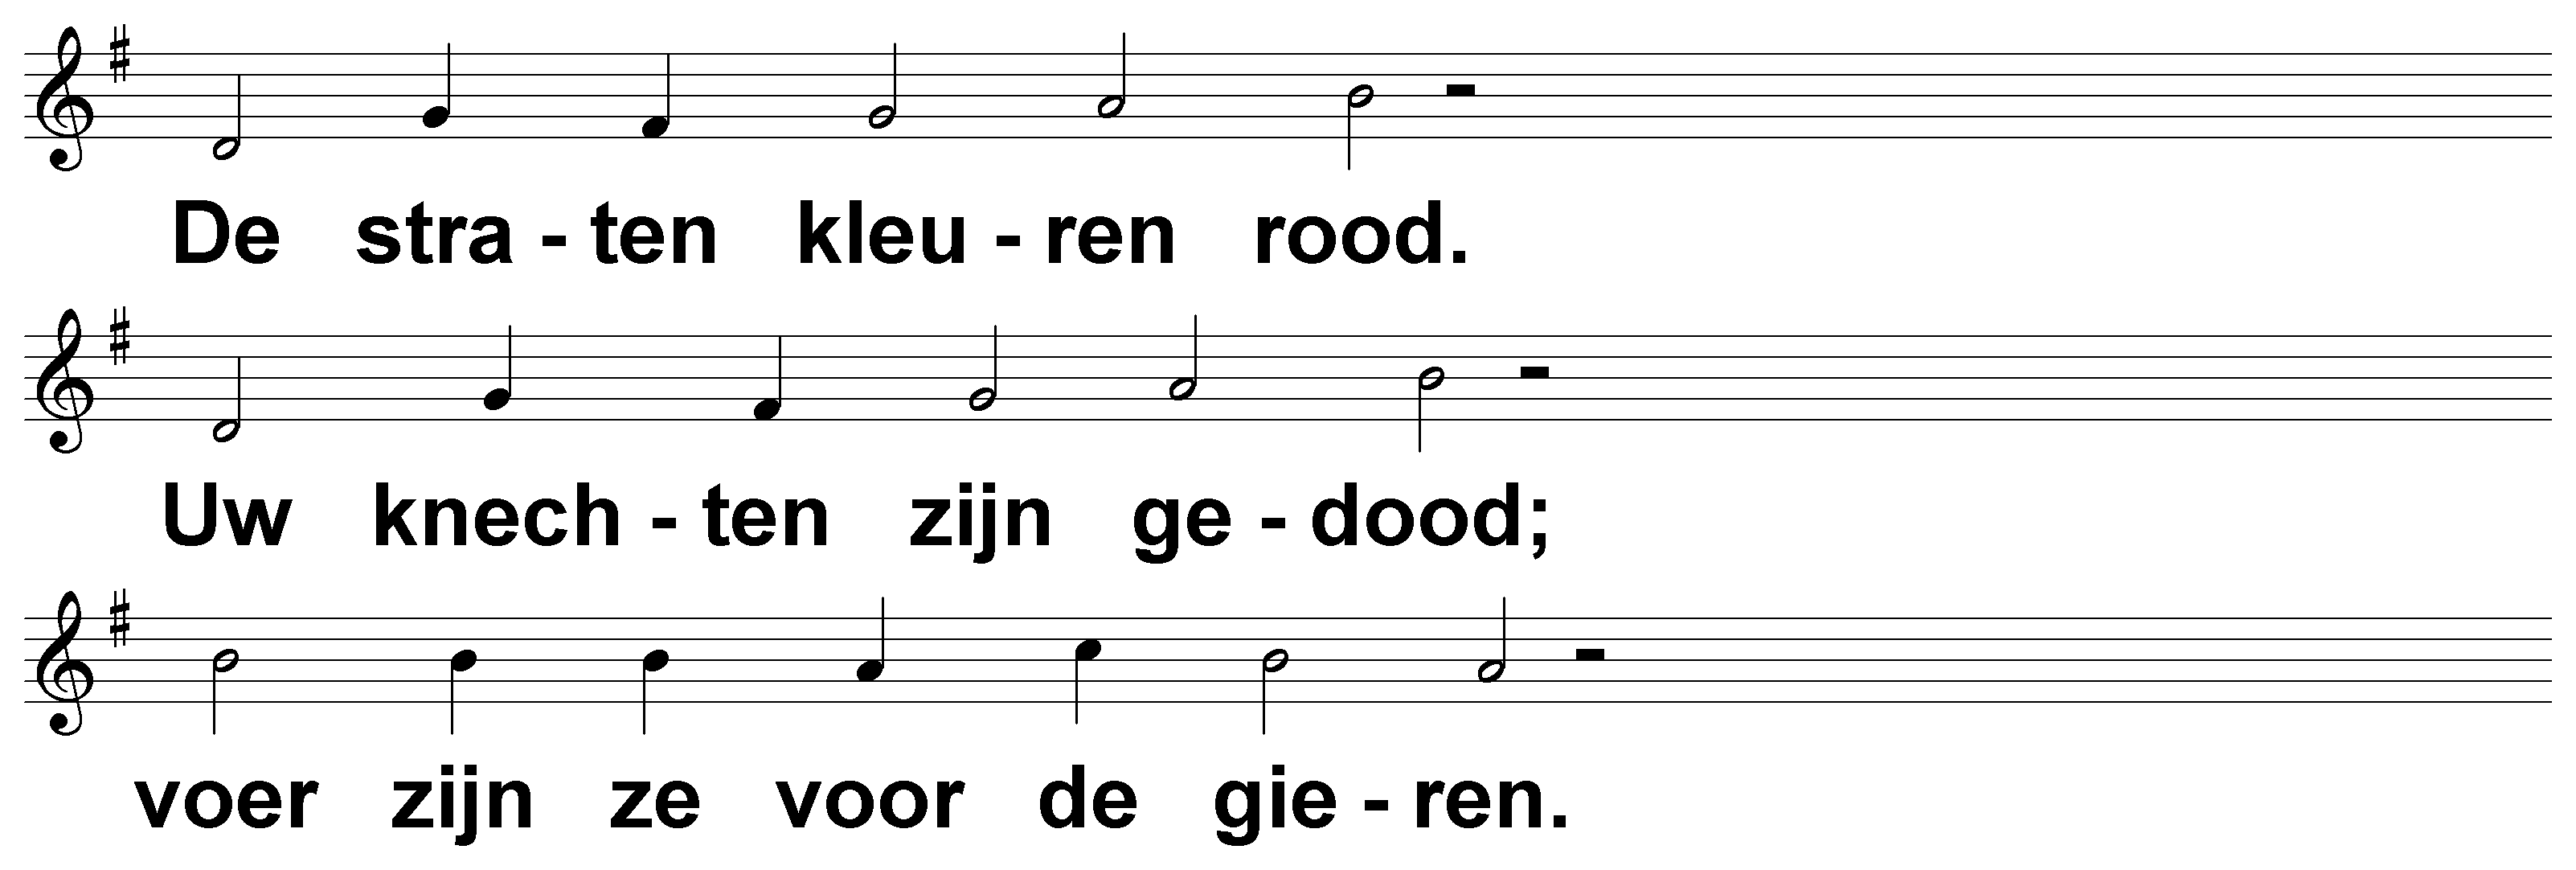 De stra - ten kleu - ren rood.
Uw knech - ten zijn ge - dood;
voer zijn ze voor de gie - ren.